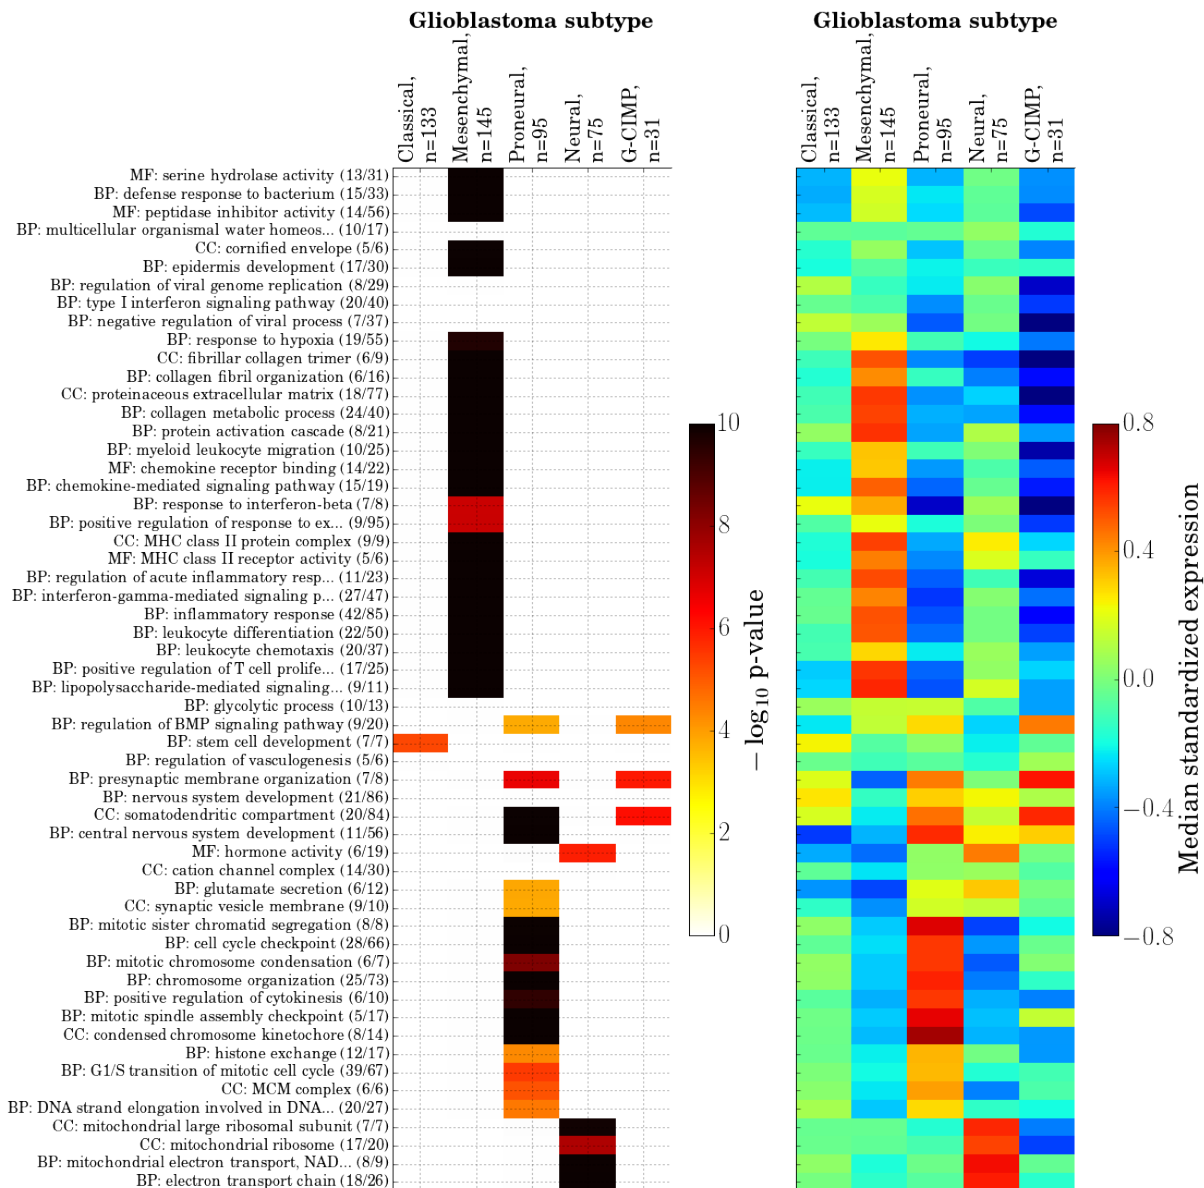 Glioblastoma subtype
Glioblastoma subtype
Classical,
n=133
Mesenchymal,
n=145
Proneural,
n=95
Neural,
n=75
G-CIMP,
n=31
Classical,
n=133
Mesenchymal,
n=145
Proneural,
n=95
Neural,
n=75
G-CIMP,
n=31
MF: serine hydrolase activity (13/31)
BP: defense response to bacterium (15/33)
MF: peptidase inhibitor activity (14/56)
BP: multicellular organismal water homeos... (10/17)
CC: cornified envelope (5/6)
BP: epidermis development (17/30)
BP: regulation of viral genome replication (8/29)
BP: type I interferon signaling pathway (20/40)
BP: negative regulation of viral process (7/37)
BP: response to hypoxia (19/55)
CC: fibrillar collagen trimer (6/9)
BP: collagen fibril organization (6/16)
CC: proteinaceous extracellular matrix (18/77)
BP: collagen metabolic process (24/40)
BP: protein activation cascade (8/21)
BP: myeloid leukocyte migration (10/25)
MF: chemokine receptor binding (14/22)
BP: chemokine-mediated signaling pathway (15/19)
BP: response to interferon-beta (7/8)
BP: positive regulation of response to ex... (9/95)
CC: MHC class II protein complex (9/9)
MF: MHC class II receptor activity (5/6)
BP: regulation of acute inflammatory resp... (11/23)
BP: interferon-gamma-mediated signaling p... (27/47)
BP: inflammatory response (42/85)
BP: leukocyte differentiation (22/50)
BP: leukocyte chemotaxis (20/37)
BP: positive regulation of T cell prolife... (17/25)
BP: lipopolysaccharide-mediated signaling... (9/11)
BP: glycolytic process (10/13)
BP: regulation of BMP signaling pathway (9/20)
BP: stem cell development (7/7)
BP: regulation of vasculogenesis (5/6)
BP: presynaptic membrane organization (7/8)
BP: nervous system development (21/86)
CC: somatodendritic compartment (20/84)
BP: central nervous system development (11/56)
MF: hormone activity (6/19)
CC: cation channel complex (14/30)
BP: glutamate secretion (6/12)
CC: synaptic vesicle membrane (9/10)
BP: mitotic sister chromatid segregation (8/8)
BP: cell cycle checkpoint (28/66)
BP: mitotic chromosome condensation (6/7)
BP: chromosome organization (25/73)
BP: positive regulation of cytokinesis (6/10)
BP: mitotic spindle assembly checkpoint (5/17)
CC: condensed chromosome kinetochore (8/14)
BP: histone exchange (12/17)
BP: G1/S transition of mitotic cell cycle (39/67)
CC: MCM complex (6/6)
BP: DNA strand elongation involved in DNA... (20/27)
CC: mitochondrial large ribosomal subunit (7/7)
CC: mitochondrial ribosome (17/20)
BP: mitochondrial electron transport, NAD... (8/9)
BP: electron transport chain (18/26)
10
8
6
4
2
0
− log10 p-value
0.8
0.4
0.0
−0.4
−0.8
Median standardized expression